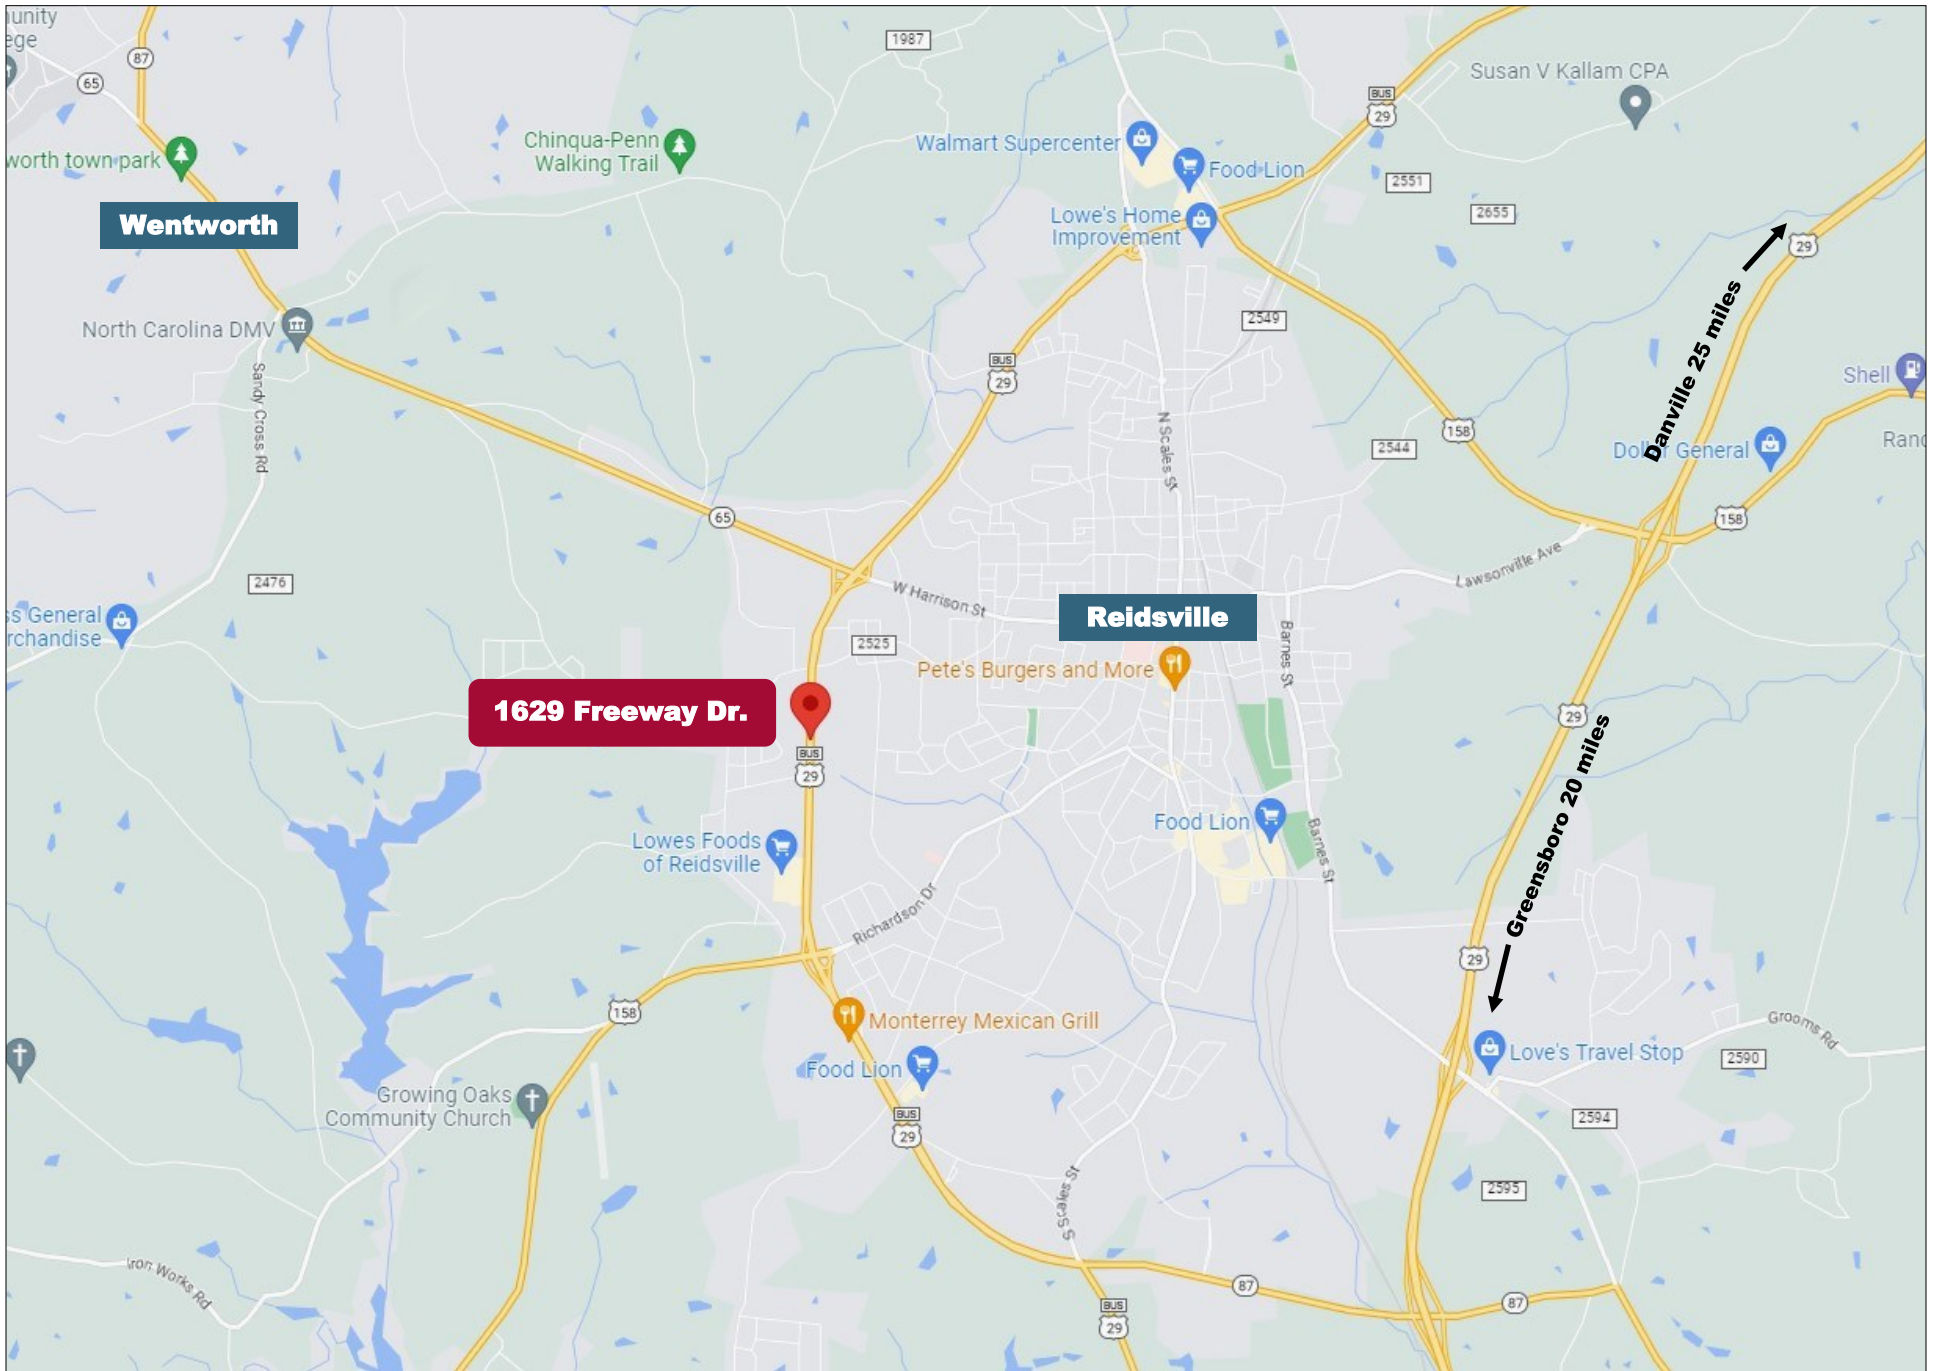 unity
ege
87
65
1987
BUS
29
Susan V Kallam CPA
worth town park
Chinqua-Penn
Walking Trail
Walmart Supercenter
Food Lion
2551
2655
Wentworth
Lowe's Home
Improvement
29
North Carolina DMV
2549
Danville 25 miles
Sandy Cross Rd
BUS
29
Shell
N Scales St
158
2544
General
Ran
65
158
2476
W Harrison St
Lawsonville Ave
ss General
rchandise
Reidsville
2525
Barnes St
Pete's Burgers and More
1629 Freeway Dr.
29
BUS
29
Greensboro 20 miles
Lowes Foods
of Reidsville
Food Lion
Barnes St
Richardson Dr
29
158
Monterrey Mexican Grill
Grooms Rd
Love's Travel Stop
2590
Food Lion
Growing Oaks
Community Church
BUS
29
2594
2595
S Scales St
Iron Works Rd
87
87
BUS
29